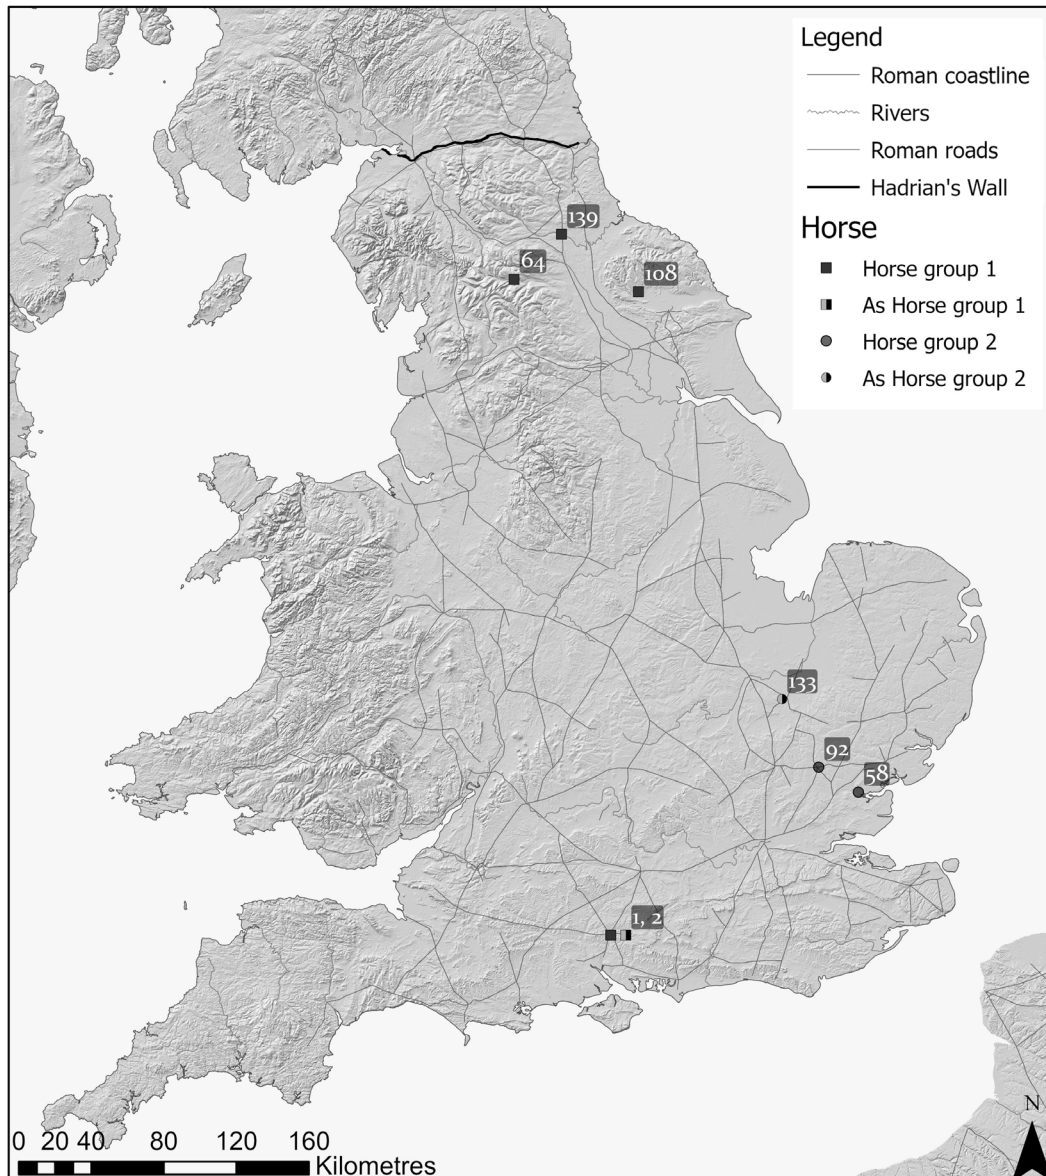 Legend
Roman coastline
Rivers
Roman roads
Hadrian's Wall
Horse
Horse group 1
As Horse group 1
Horse group 2
As Horse group 2
139
64
108
133
92
58
1, 2
N
0 20 40 80 120 160
Kilometres